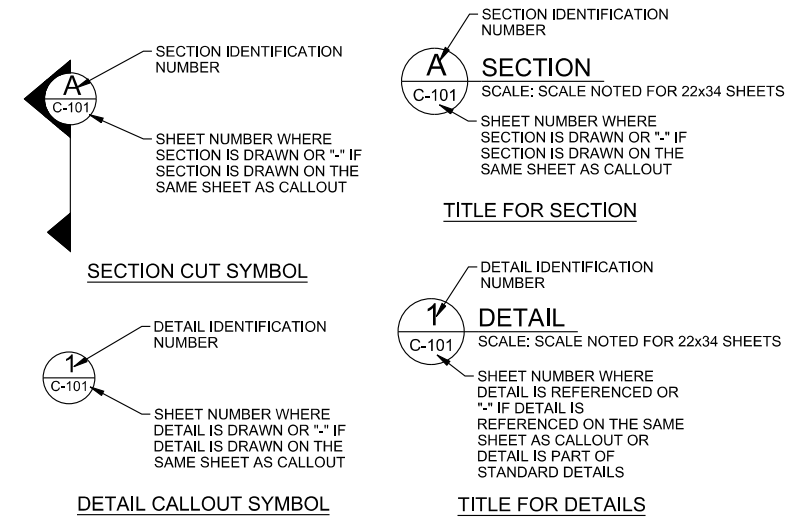 SECTION IDENTIFICATION
NUMBER
A
C-101
SHEET NUMBER WHERE
SECTION IS DRAWN OR "-" IF
SECTION IS DRAWN ON THE
SAME SHEET AS CALLOUT
SECTION CUT SYMBOL
SECTION IDENTIFICATION
NUMBER
A
SECTION
C-101
SCALE: SCALE NOTED FOR 22x34 SHEETS
SHEET NUMBER WHERE
SECTION IS DRAWN OR "-" IF
SECTION IS DRAWN ON THE
SAME SHEET AS CALLOUT
TITLE FOR SECTION
DETAIL IDENTIFICATION
NUMBER
1
C-101
SHEET NUMBER WHERE
DETAIL IS DRAWN OR "-" IF
DETAIL IS DRAWN ON THE
SAME SHEET AS CALLOUT
DETAIL CALLOUT SYMBOL
DETAIL IDENTIFICATION
NUMBER
1
DETAIL
C-101
SCALE: SCALE NOTED FOR 22x34 SHEETS
SHEET NUMBER WHERE
DETAIL IS REFERENCED OR
"-" IF DETAIL IS
REFERENCED ON THE SAME
SHEET AS CALLOUT OR
DETAIL IS PART OF
STANDARD DETAILS
TITLE FOR DETAILS